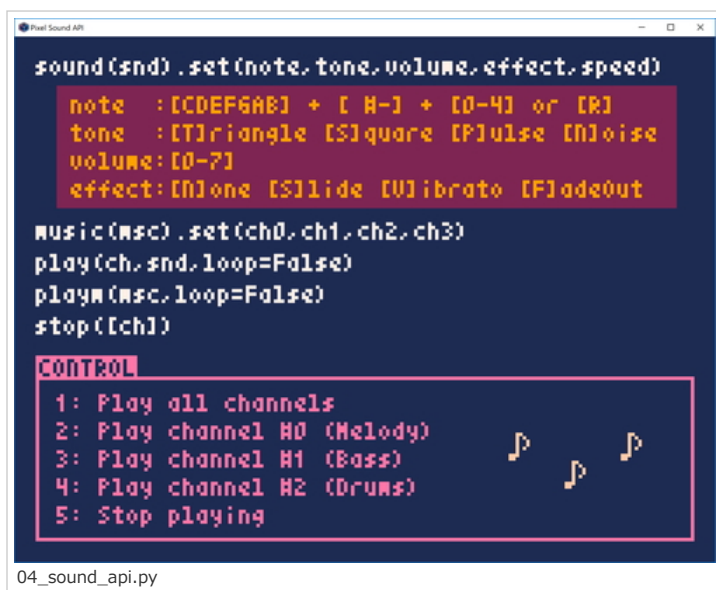 Pyxel Sound API
sound(snd).set(note,tone,volume,effect,speed)
note  :[CDEFGAB] + [ #-] + [0-4] or [R]
tone  :[T]riangle [S]quare [P]ulse [N]oise
volume:[0-7]
effect:[N]one [S]lide [V]ibrato [F]adeOut
music(msc).set(ch0,ch1,ch2,ch3)
play(ch,snd,loop=False)
playm(msc,loop=False)
stop([ch])
CONTROL
1: Play all channels
2: Play channel #0 (Melody)
3: Play channel #1 (Bass)
4: Play channel #2 (Drums)
5: Stop playing
04_sound_api.py